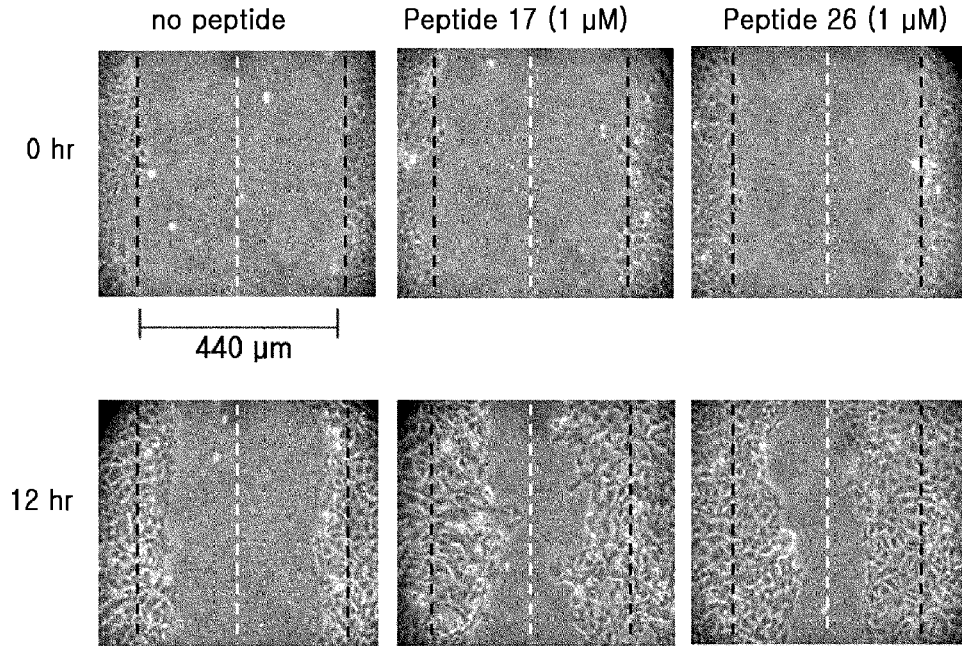 no peptide
Peptide 17 (1 μM)
Peptide 26 (1 μM)
0 hr
440 μm
12 hr